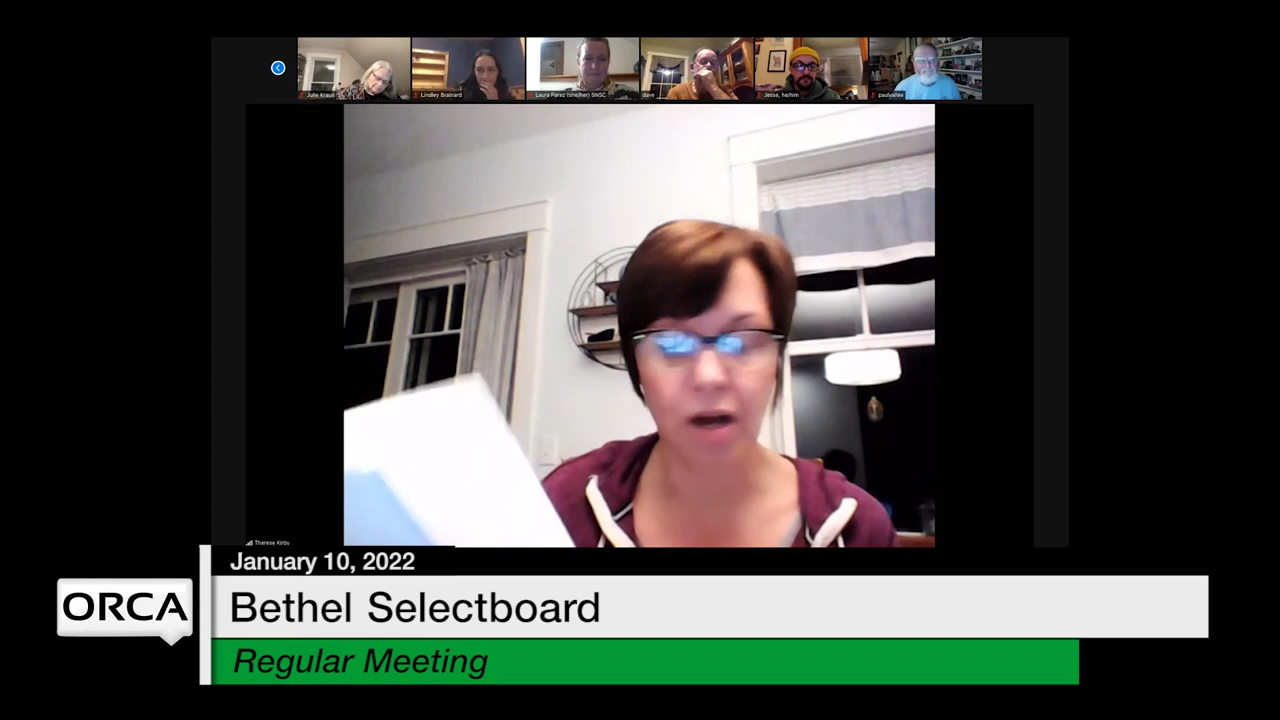 Julie Kraus
Lindley Brainard
Laura Perez (she/her) SNSC
dave
Jesse, he/him
paulvallee
Therese Kirby
January 10, 2022
ORCA
Bethel Selectboard
Regular Meeting